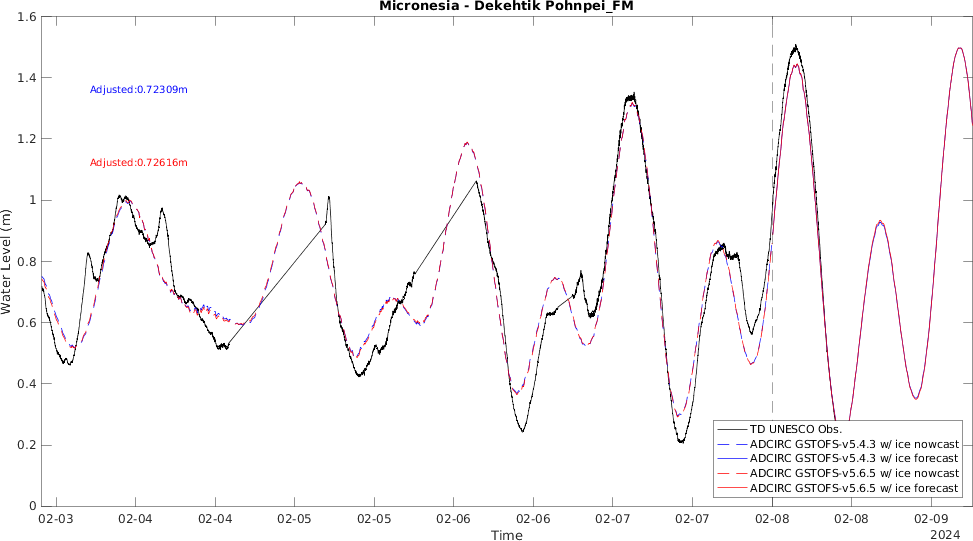 Micronesia - Dekehtik Pohnpei_FM
1.6
1.4
1.2
1
0.8
0.6
0.4
0.2
0
Water Level (m)
Adjusted:0.72309m
Adjusted:0.72616m
TD UNESCO Obs.
ADCIRC GSTOFS-v5.4.3 w/ ice nowcast
ADCIRC GSTOFS-v5.4.3 w/ ice forecast
ADCIRC GSTOFS-v5.6.5 w/ ice nowcast
ADCIRC GSTOFS-v5.6.5 w/ ice forecast
02-03 02-04 02-04 02-05 02-05 02-06 02-06 02-07 02-07 02-08 02-08 02-09
Time
2024